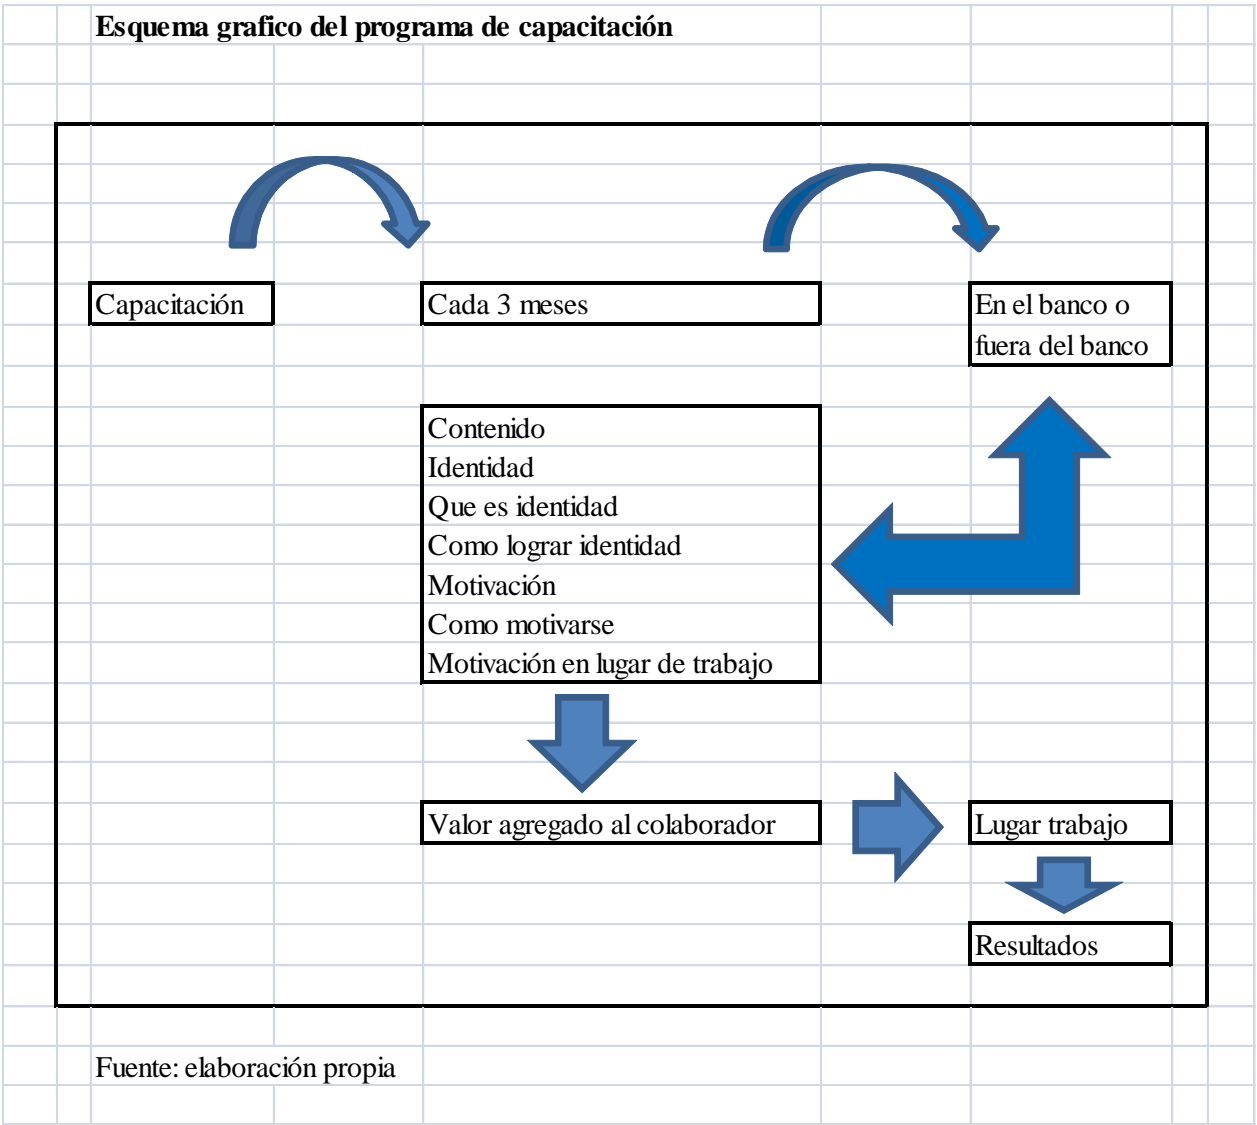 Esquema grafico del programa de capacitación
Capacitación
Cada 3 meses
En el banco o
fuera del banco
Contenido
Identidad
Que es identidad
Como lograr identidad
Motivación
Como motivarse
Motivación en lugar de trabajo
Valor agregado al colaborador
Lugar trabajo
Resultados
Fuente: elaboración propia